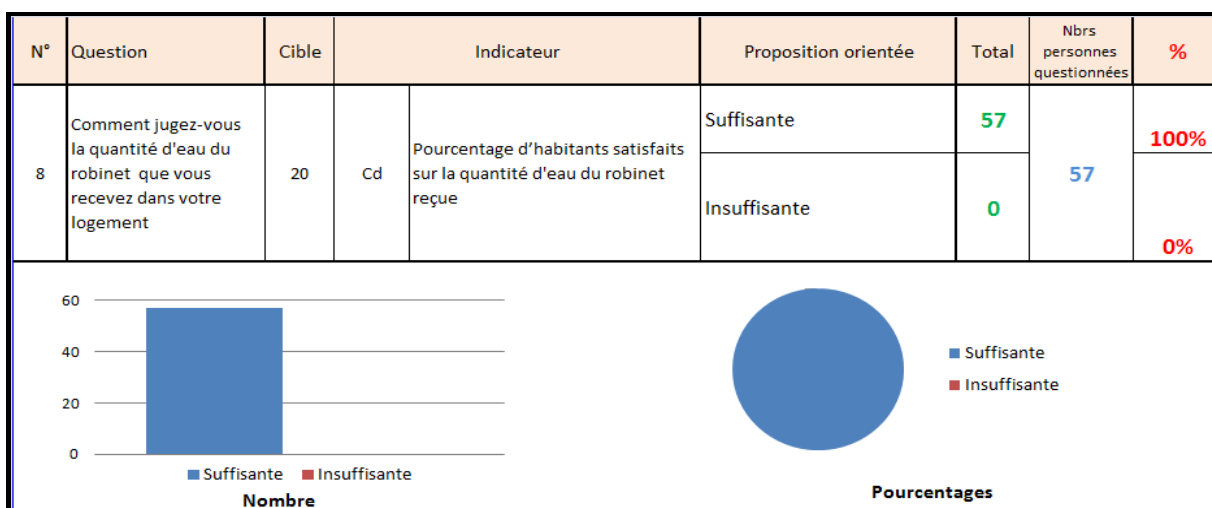 N° Question Cible Indicateur Proposition orientée Total Nbrs personnes questionnées %
8
Comment jugez-vous
la quantité d'eau du
robinet que vous
recevez dans votre
logement
20
Cd
Pourcentage d’habitants satisfaits
sur la quantité d'eau du robinet
reçue
Suffisante 57 100%
57
Insuffisante 0 0%
60
40
20
0
Suffisante Insuffisante
Nombre
Suffisante
Insuffisante
Pourcentages